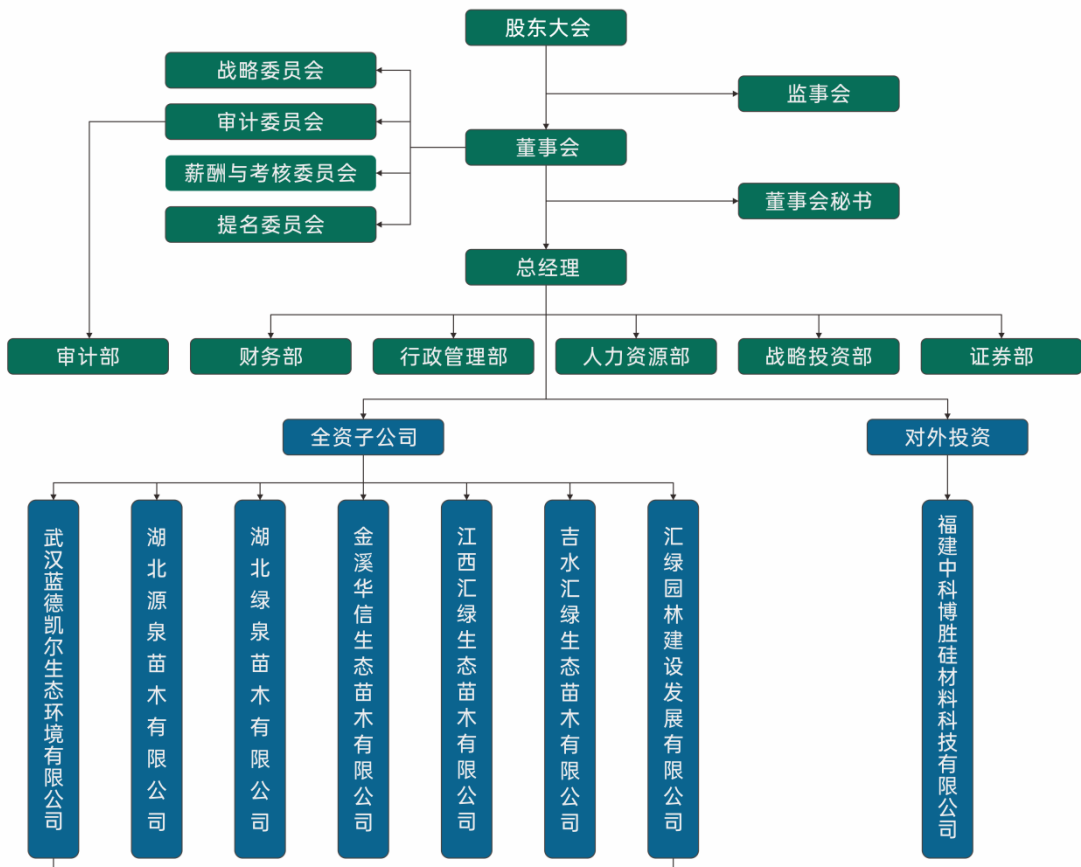 股东大会
战略委员会
监事会
审计委员会
董事会
薪酬与考核委员会
董事会秘书
提名委员会
总经理
审计部
财务部
行政管理部
人力资源部
战略投资部
证券部
全资子公司
对外投资
武汉蓝德凯尔生态环境有限公司
湖北源泉苗木有限公司
湖北绿泉苗木有限公司
金溪华信生态苗木有限公司
江西汇绿生态苗木有限公司
吉水汇绿生态苗木有限公司
汇绿园林建设发展有限公司
福建中科博胜硅材料科技有限公司